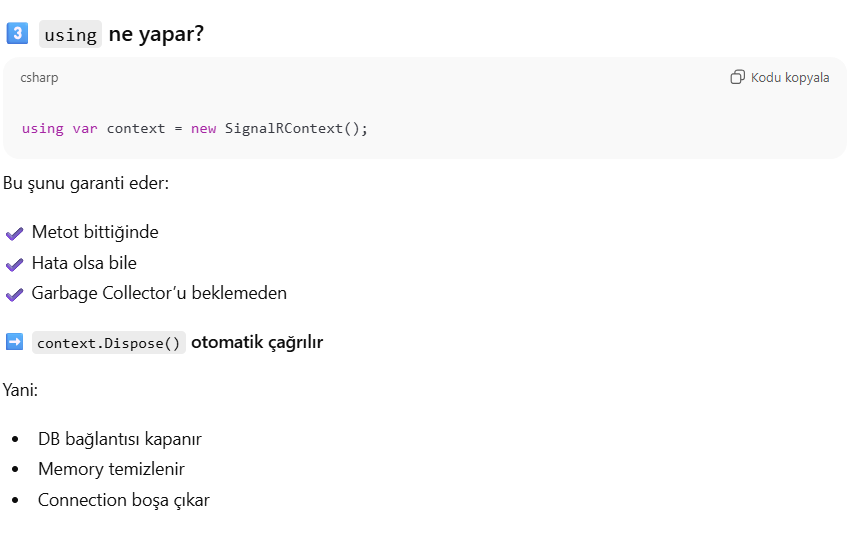 3 using ne yapar?
csharp
Kodu kopyala
using var context = new SignalRContext();
Bu şunu garanti eder:
✔ Metot bittiğinde
✔ Hata olsa bile
✔ Garbage Collector’u beklemeden
➡ context.Dispose() otomatik çağrılır
Yani:
• DB bağlantısı kapanır
• Memory temizlenir
• Connection boşa çıkar